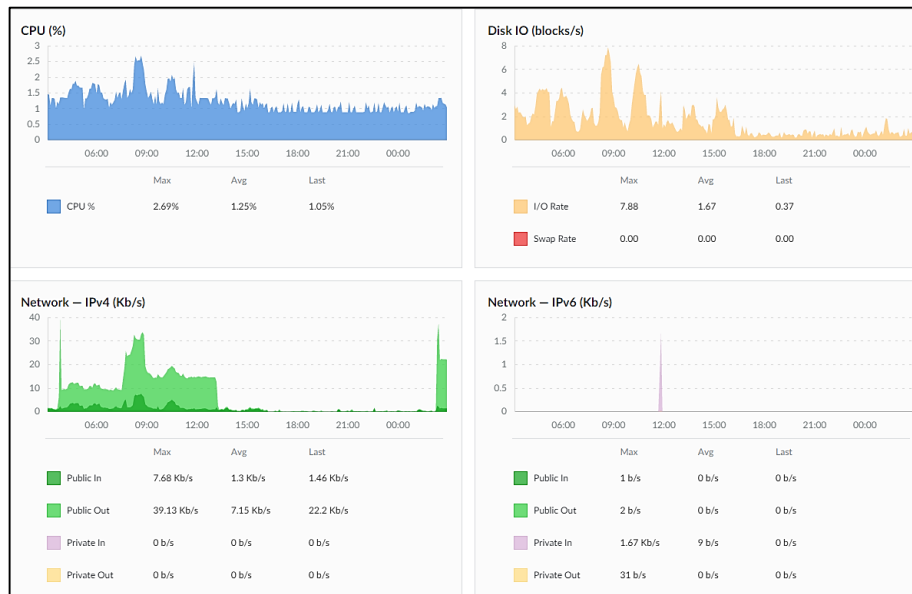 CPU (%)
3
2.5
2
1.5
1
0.5
0
06:00 09:00 12:00 15:00 18:00 21:00 00:00
Max Avg Last
CPU % 2.69% 1.25% 1.05%
Disk IO (blocks/s)
8
6
4
2
0
06:00 09:00 12:00 15:00 18:00 21:00 00:00
Max Avg Last
I/O Rate 7.88 1.67 0.37
Swap Rate 0.00 0.00 0.00
Network — IPv4 (Kb/s)
40
30
20
10
0
06:00 09:00 12:00 15:00 18:00 21:00 00:00
Max Avg Last
Public In 7.68 Kb/s 1.3 Kb/s 1.46 Kb/s
Public Out 39.13 Kb/s 7.15 Kb/s 22.2 Kb/s
Private In 0 b/s 0 b/s 0 b/s
Private Out 0 b/s 0 b/s 0 b/s
Network — IPv6 (Kb/s)
2
1.5
1
0.5
0
06:00 09:00 12:00 15:00 18:00 21:00 00:00
Max Avg Last
Public In 1 b/s 0 b/s 0 b/s
Public Out 2 b/s 0 b/s 0 b/s
Private In 1.67 Kb/s 9 b/s 0 b/s
Private Out 31 b/s 0 b/s 0 b/s